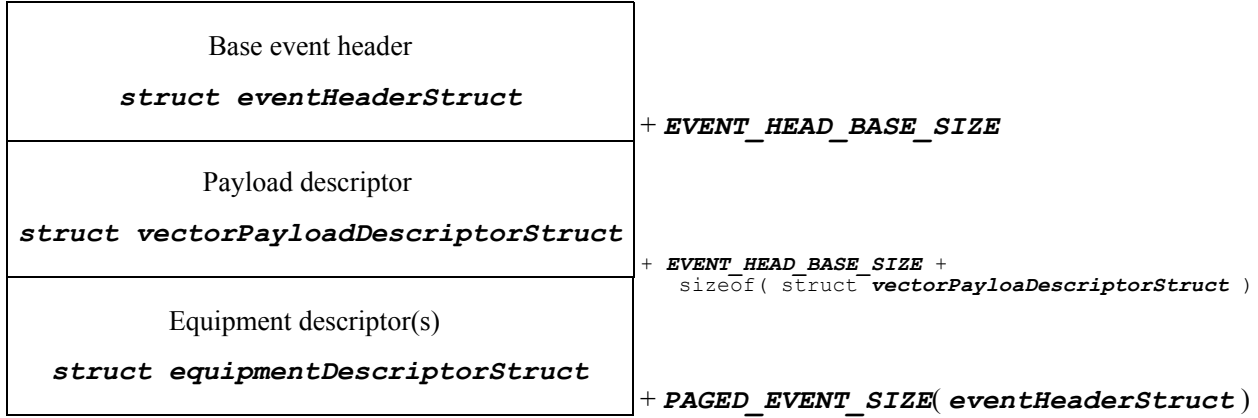 Base event header
struct eventHeaderStruct
+ EVENT_HEAD_BASE_SIZE
Payload descriptor
struct vectorPayloadDescriptorStruct
+ EVENT_HEAD_BASE_SIZE +
sizeof( struct vectorPayloaDescriptorStruct )
Equipment descriptor(s)
struct equipmentDescriptorStruct
+ PAGED_EVENT_SIZE( eventHeaderStruct )